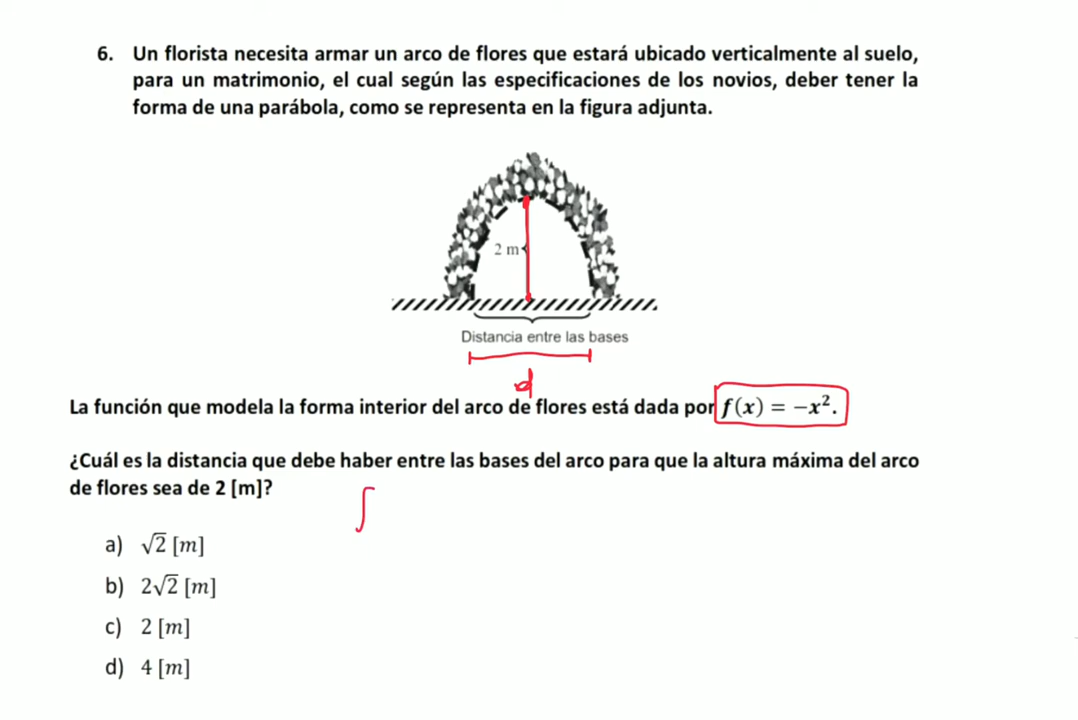 6. Un florista necesita armar un arco de flores que estará ubicado verticalmente al suelo,
para un matrimonio, el cual según las especificaciones de los novios, deber tener la
forma de una parábola, como se representa en la figura adjunta.
2 m
Distancia entre las bases
d
La función que modela la forma interior del arco de flores está dada por f(x) = −x².
¿Cuál es la distancia que debe haber entre las bases del arco para que la altura máxima del arco
de flores sea de 2 [m]?
a) √2 [m]
b) 2√2 [m]
c) 2 [m]
d) 4 [m]